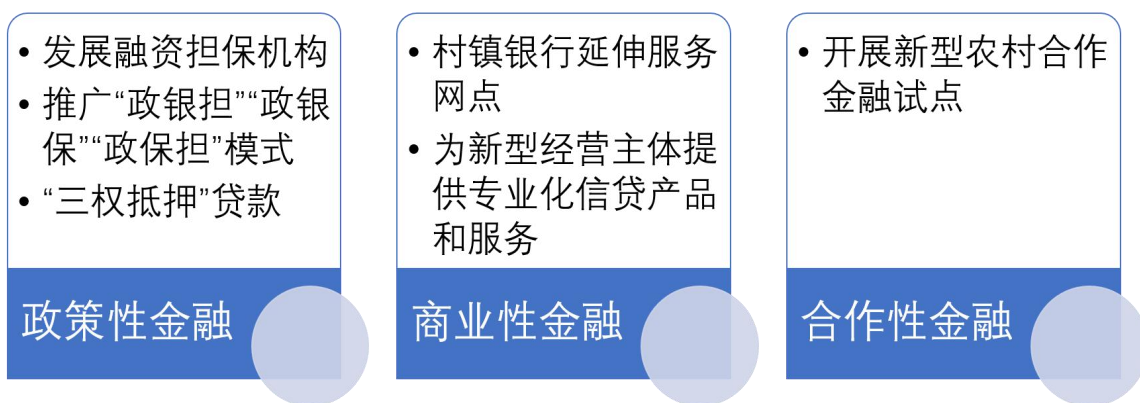 • 发展融资担保机构
• 推广“政银担”“政银
保”“政保担”模式
• “三权抵押”贷款
政策性金融
• 村镇银行延伸服务
网点
• 为新型经营主体提
供专业化信贷产品
和服务
商业性金融
• 开展新型农村合作
金融试点
合作性金融